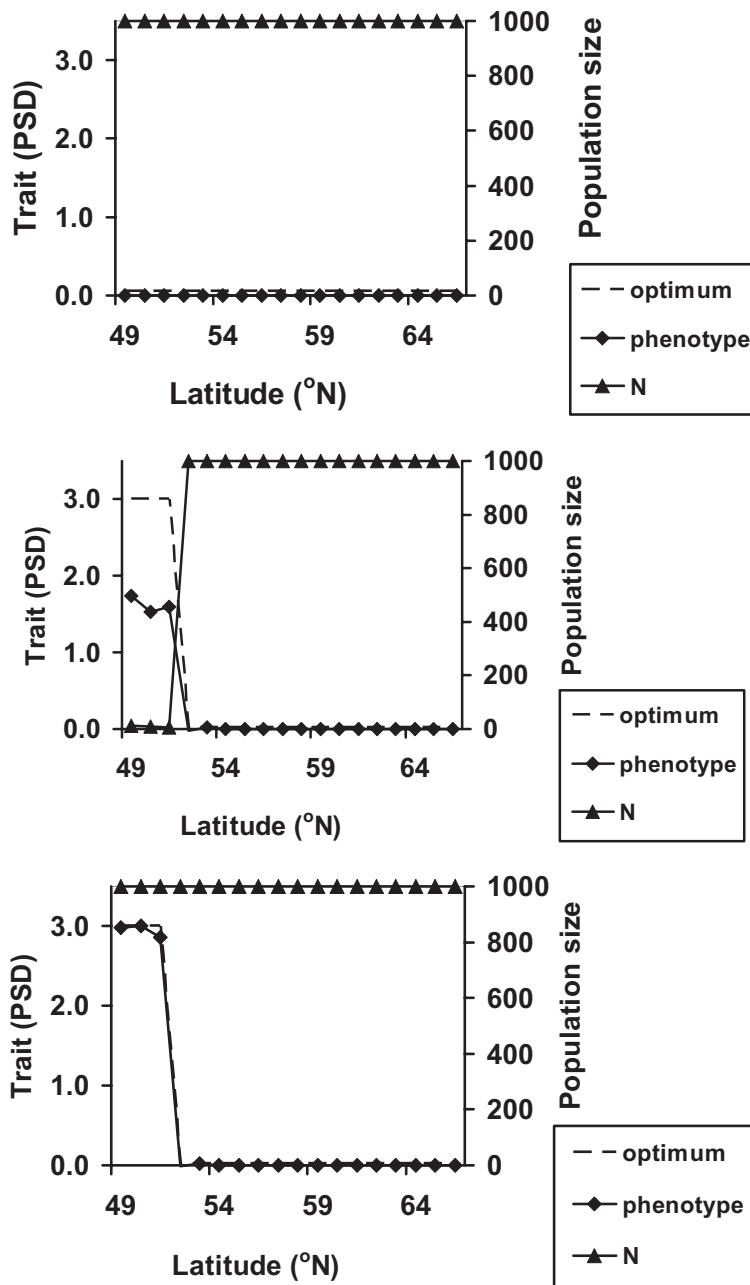 3.0
2.0
1.0
0.0
Trait (PSD)
1000
800
600
400
200
0
Population size
49 54 59 64
Latitude (°N)
optimum
phenotype
N
3.0
2.0
1.0
0.0
Trait (PSD)
1000
800
600
400
200
0
Population size
49 54 59 64
Latitude (°N)
optimum
phenotype
N
3.0
2.0
1.0
0.0
Trait (PSD)
1000
800
600
400
200
0
Population size
49 54 59 64
Latitude (°N)
optimum
phenotype
N